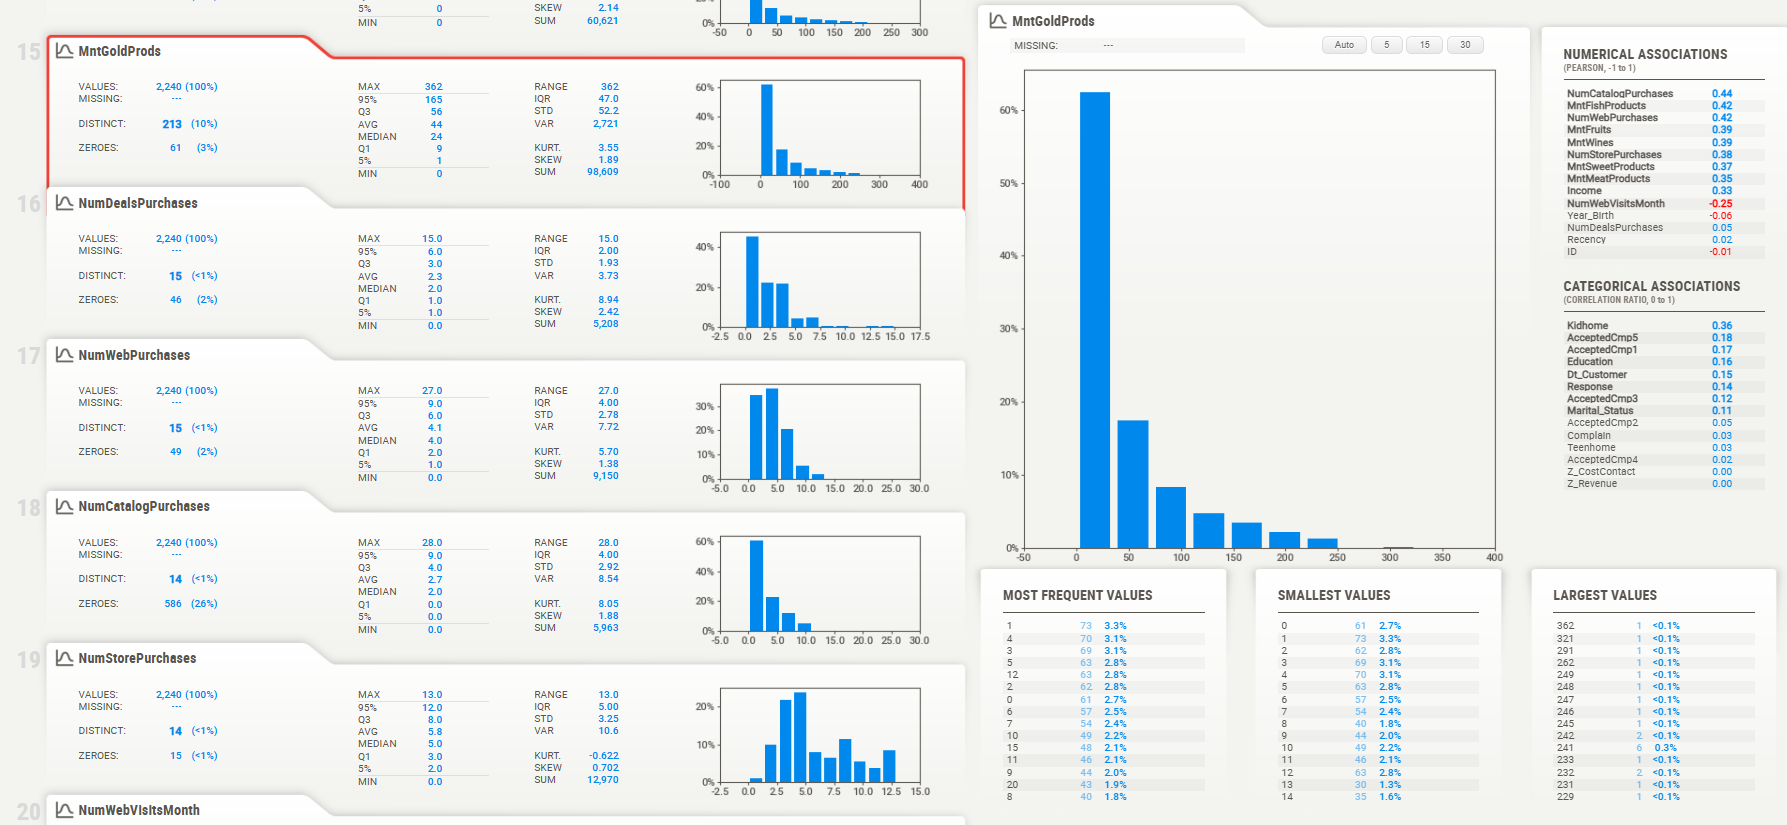 5% 0 SKEW 2.14
MIN 0 SUM 60,621
0%
-50 0 50 100 150 200 250 300
15
MntGoldProds
VALUES: 2,240 (100%)
MISSING: ---
DISTINCT: 213 (10%)
ZEROES: 61 (3%)
MAX 362
95% 165
Q3 56
AVG 44
MEDIAN 24
Q1 9
5% 1
MIN 0
RANGE 362
IQR 47.0
STD 52.2
VAR 2,721
KURT. 3.55
SKEW 1.89
SUM 98,609
60%
40%
20%
0%
-100 0 100 200 300 400
16
NumDealsPurchases
VALUES: 2,240 (100%)
MISSING: ---
DISTINCT: 15 (<1%)
ZEROES: 46 (2%)
MAX 15.0
95% 6.0
Q3 3.0
AVG 2.3
MEDIAN 2.0
Q1 1.0
5% 1.0
MIN 0.0
RANGE 15.0
IQR 2.00
STD 1.93
VAR 3.73
KURT. 8.94
SKEW 2.42
SUM 5,208
40%
20%
0%
-2.5 0.0 2.5 5.0 7.5 10.0 12.5 15.0 17.5
17
NumWebPurchases
VALUES: 2,240 (100%)
MISSING: ---
DISTINCT: 15 (<1%)
ZEROES: 49 (2%)
MAX 27.0
95% 9.0
Q3 6.0
AVG 4.1
MEDIAN 4.0
Q1 2.0
5% 1.0
MIN 0.0
RANGE 27.0
IQR 4.00
STD 2.78
VAR 7.72
KURT. 5.70
SKEW 1.38
SUM 9,150
30%
20%
10%
0%
-5.0 0.0 5.0 10.0 15.0 20.0 25.0 30.0
18
NumCatalogPurchases
VALUES: 2,240 (100%)
MISSING: ---
DISTINCT: 14 (<1%)
ZEROES: 586 (26%)
MAX 28.0
95% 9.0
Q3 4.0
AVG 2.7
MEDIAN 2.0
Q1 0.0
5% 0.0
MIN 0.0
RANGE 28.0
IQR 4.00
STD 2.92
VAR 8.54
KURT. 8.05
SKEW 1.88
SUM 5,963
60%
40%
20%
0%
-5.0 0.0 5.0 10.0 15.0 20.0 25.0 30.0
19
NumStorePurchases
VALUES: 2,240 (100%)
MISSING: ---
DISTINCT: 14 (<1%)
ZEROES: 15 (<1%)
MAX 13.0
95% 12.0
Q3 8.0
AVG 5.8
MEDIAN 5.0
Q1 3.0
5% 2.0
MIN 0.0
RANGE 13.0
IQR 5.00
STD 3.25
VAR 10.6
KURT. -0.622
SKEW 0.702
SUM 12,970
20%
10%
0%
-2.5 0.0 2.5 5.0 7.5 10.0 12.5 15.0
20
NumWebVisitsMonth
MntGoldProds
MISSING: ---
Auto 5 15 30
60%
50%
40%
30%
20%
10%
0%
-50 0 50 100 150 200 250 300 350 400
NUMERICAL ASSOCIATIONS
(PEARSON, -1 to 1)
NumCatalogPurchases 0.44
MntFishProducts 0.42
NumWebPurchases 0.42
MntFruits 0.39
MntWines 0.39
NumStorePurchases 0.38
MntSweetProducts 0.37
MntMeatProducts 0.35
Income 0.33
NumWebVisitsMonth -0.25
Year_Birth -0.06
NumDealsPurchases 0.05
Recency 0.02
ID -0.01
CATEGORICAL ASSOCIATIONS
(CORRELATION RATIO, 0 to 1)
Kidhome 0.36
AcceptedCmp5 0.18
AcceptedCmp1 0.17
Education 0.16
Dt_Customer 0.15
Response 0.14
AcceptedCmp3 0.12
Marital_Status 0.11
AcceptedCmp2 0.05
Complain 0.03
Teenhome 0.03
AcceptedCmp4 0.02
Z_CostContact 0.00
Z_Revenue 0.00
MOST FREQUENT VALUES
1 73 3.3%
4 70 3.1%
3 69 3.1%
5 63 2.8%
12 63 2.8%
2 62 2.8%
0 61 2.7%
6 57 2.5%
7 54 2.4%
10 49 2.2%
15 48 2.1%
11 46 2.1%
9 44 2.0%
20 43 1.9%
8 40 1.8%
SMALLEST VALUES
0 61 2.7%
1 73 3.3%
2 62 2.8%
3 69 3.1%
4 70 3.1%
5 63 2.8%
6 57 2.5%
7 54 2.4%
8 40 1.8%
9 44 2.0%
10 49 2.2%
11 46 2.1%
12 63 2.8%
13 30 1.3%
14 35 1.6%
LARGEST VALUES
362 1 <0.1%
321 1 <0.1%
291 1 <0.1%
262 1 <0.1%
249 1 <0.1%
248 1 <0.1%
247 1 <0.1%
246 1 <0.1%
245 1 <0.1%
242 2 <0.1%
241 6 0.3%
233 1 <0.1%
232 2 <0.1%
231 1 <0.1%
229 1 <0.1%